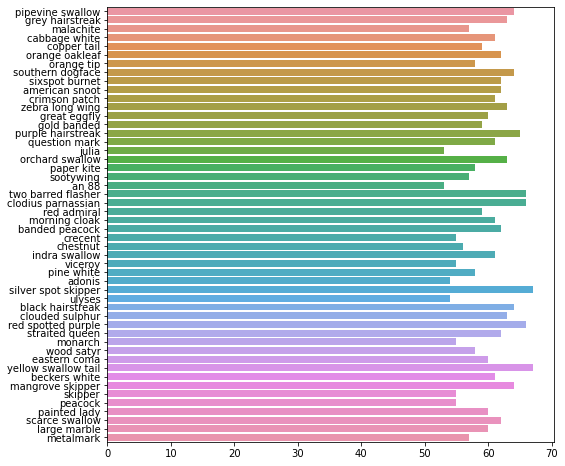 pipevine swallow
grey hairstreak
malachite
cabbage white
copper tail
orange oakleaf
orange tip
southern dogface
sixspot burnet
american snoot
crimson patch
zebra long wing
great eggfly
gold banded
purple hairstreak
question mark
julia
orchard swallow
paper kite
sootywing
an 88
two barred flasher
clodius parnassian
red admiral
morning cloak
banded peacock
crecent
chestnut
indra swallow
viceroy
pine white
adonis
silver spot skipper
ulyses
black hairstreak
clouded sulphur
red spotted purple
straited queen
monarch
wood satyr
eastern coma
yellow swallow tail
beckers white
mangrove skipper
skipper
peacock
painted lady
scarce swallow
large marble
metalmark
0 10 20 30 40 50 60 70